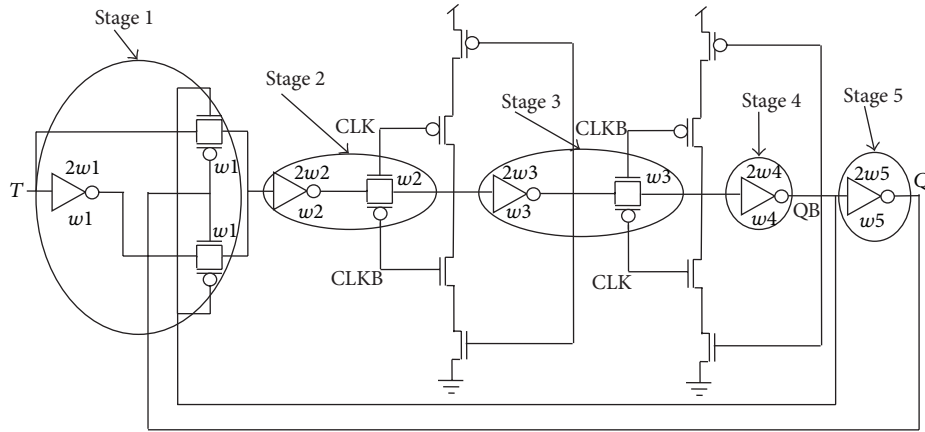 Stage 1
Stage 2
Stage 3
Stage 4
Stage 5
CLK
CLKB
T
2w1
w1
w1
w1
2w2
w2
w2
2w3
w3
w3
2w4
w4
QB
2w5
w5
Q
CLKB
CLK